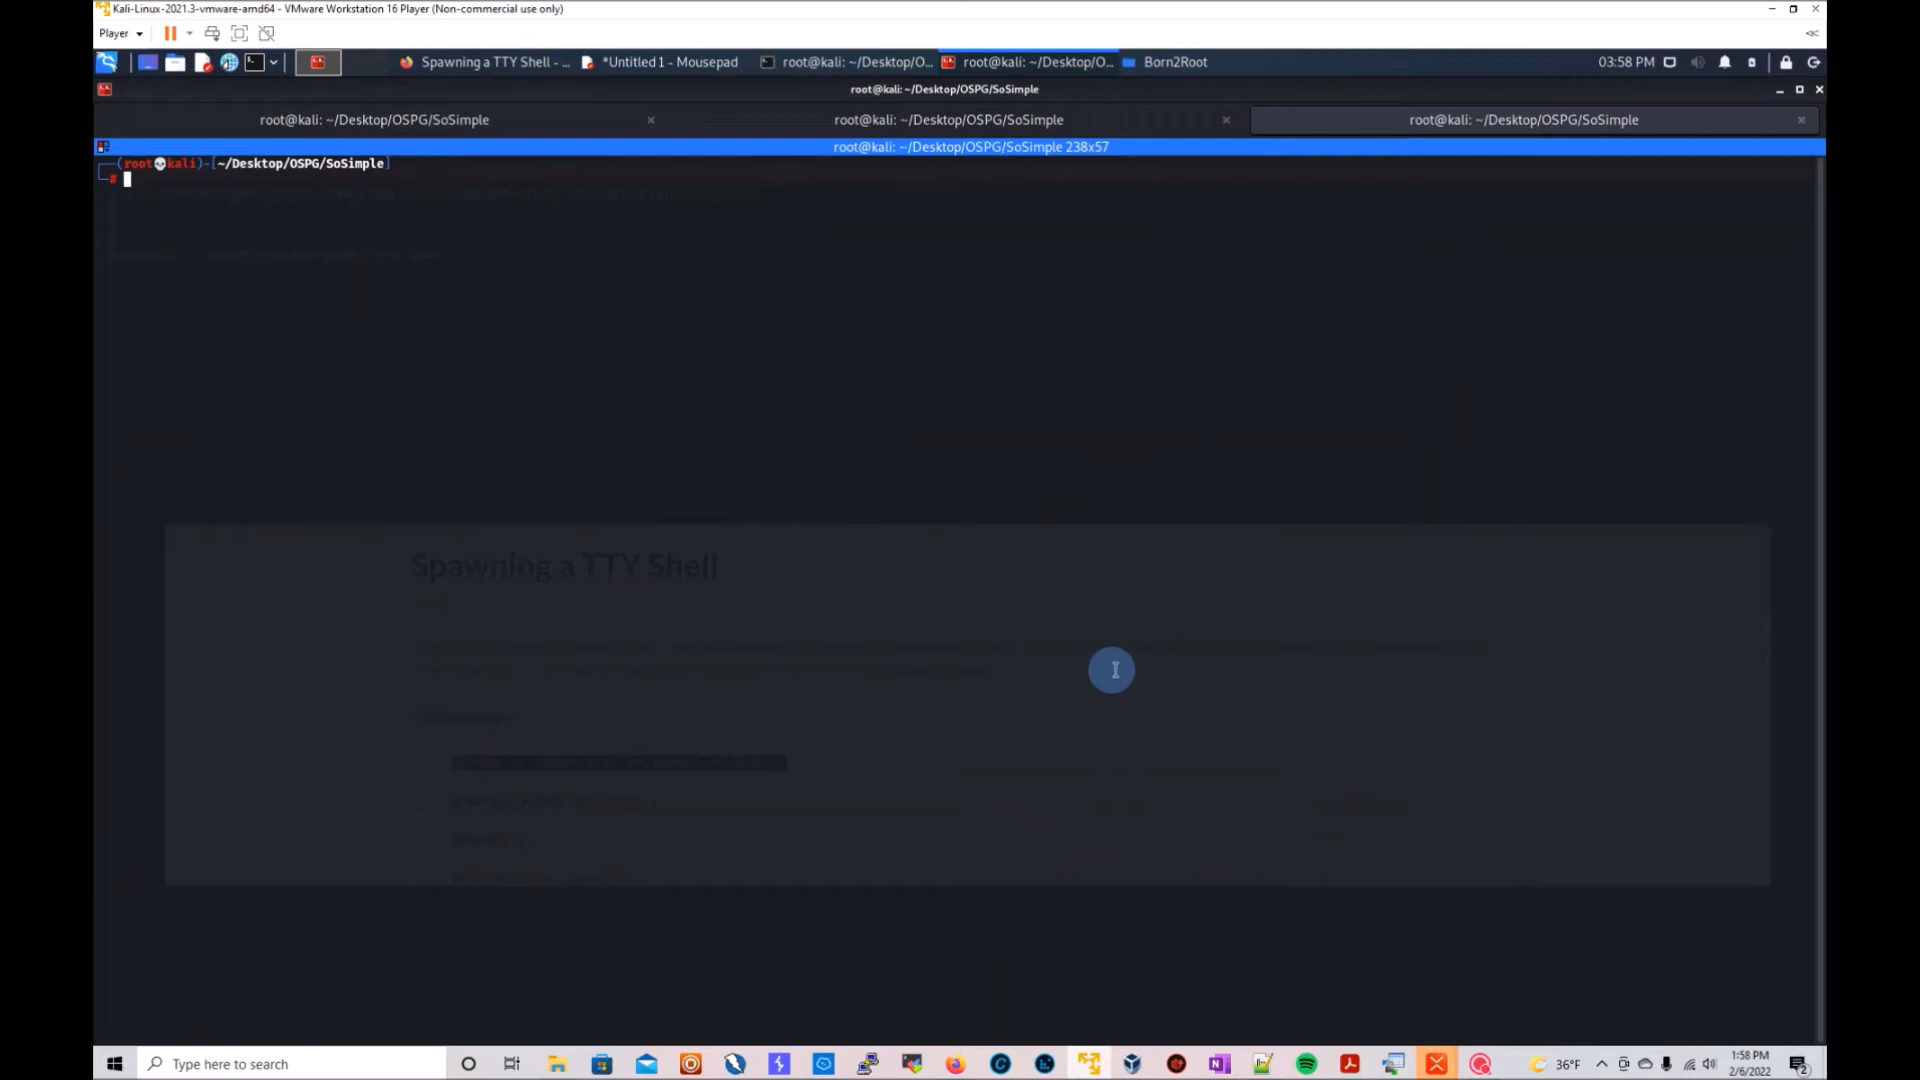 Kali-Linux-2021.3-vmware-amd64 - VMware Workstation 16 Player (Non-commercial use only)
Player
Spawning a TTY Shell - ...
*Untitled 1 - Mousepad
root@kali: ~/Desktop/O...
root@kali: ~/Desktop/O...
Born2Root
03:58 PM
root@kali: ~/Desktop/OSPG/SoSimple
root@kali: ~/Desktop/OSPG/SoSimple
root@kali: ~/Desktop/OSPG/SoSimple
root@kali: ~/Desktop/OSPG/SoSimple
root@kali: ~/Desktop/OSPG/SoSimple 238x57
(root💀kali)-[~/Desktop/OSPG/SoSimple]
#
Spawning a TTY Shell
Type here to search
36°F
1:58 PM
2/6/2022
2